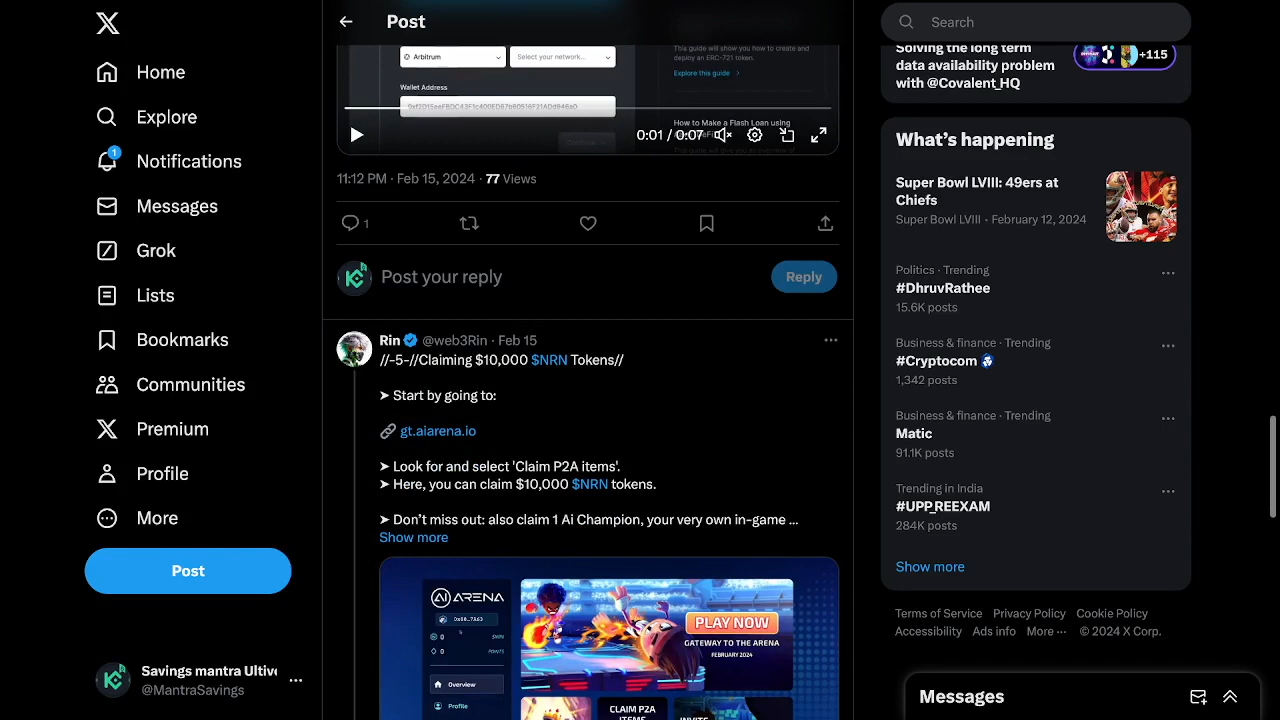 Home
Explore
1
Notifications
Messages
Grok
Lists
Bookmarks
Communities
Premium
Profile
More
Post
Savings mantra Ultive
@MantraSavings
Post
Arbitrum
Select your network...
Wallet Address
This guide will show you how to create and
deploy an ERC-721 token.
Explore this guide >
How to Make a Flash Loan using
0:01 / 0:07
11:12 PM · Feb 15, 2024 · 77 Views
1
Post your reply
Reply
Rin @web3Rin · Feb 15
//-5-//Claiming $10,000 $NRN Tokens//
➤ Start by going to:
gt.aiarena.io
➤ Look for and select 'Claim P2A items'.
➤ Here, you can claim $10,000 $NRN tokens.
➤ Don't miss out: also claim 1 Ai Champion, your very own in-game ...
Show more
AI ARENA
0
0
POINTS
Overview
Profile
PLAY NOW
GATEWAY TO THE ARENA
FEBRUARY 2024
CLAIM P2A
ITEMS
INVITE
Search
Solving the long term
data availability problem
with @Covalent_HQ
+115
What's happening
Super Bowl LVIII: 49ers at
Chiefs
Super Bowl LVIII · February 12, 2024
Politics · Trending
#DhruvRathee
15.6K posts
Business & finance · Trending
#Cryptocom
1,342 posts
Business & finance · Trending
Matic
91.1K posts
Trending in India
#UPP_REEXAM
284K posts
Show more
Terms of Service Privacy Policy Cookie Policy
Accessibility Ads info More ··· © 2024 X Corp.
Messages